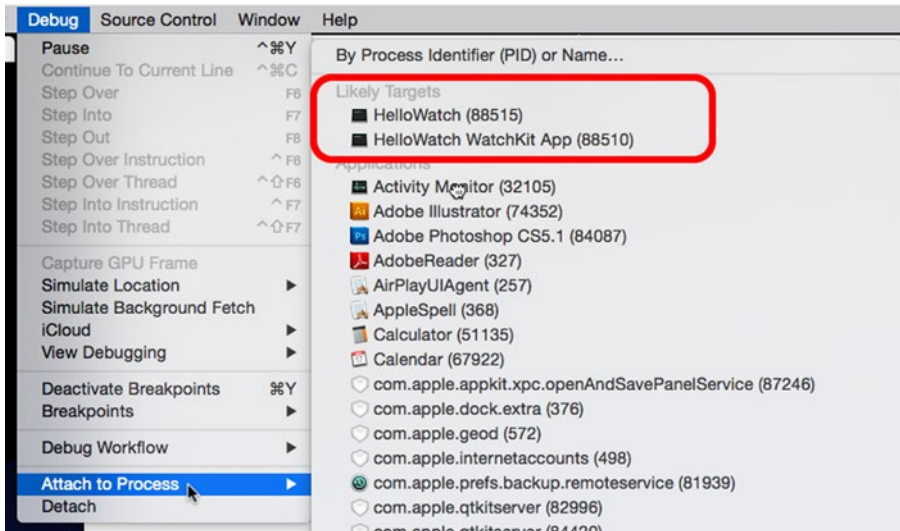 Debug Source Control Window Help
Pause ^⌘Y
Continue To Current Line ^⌘C
Step Over F6
Step Into F7
Step Out F8
Step Over Instruction ^ F6
Step Over Thread ^⇧F6
Step Into Instruction ^ F7
Step Into Thread ^⇧F7
Capture GPU Frame
Simulate Location ▶
Simulate Background Fetch
iCloud ▶
View Debugging ▶
Deactivate Breakpoints ⌘Y
Breakpoints ▶
Debug Workflow ▶
Attach to Process ▶
Detach
By Process Identifier (PID) or Name...
Likely Targets
HelloWatch (88515)
HelloWatch WatchKit App (88510)
Applications
Activity Monitor (32105)
Adobe Illustrator (74352)
Adobe Photoshop CS5.1 (84087)
AdobeReader (327)
AirPlayUIAgent (257)
AppleSpell (368)
Calculator (51135)
Calendar (67922)
com.apple.appkit.xpc.openAndSavePanelService (87246)
com.apple.dock.extra (376)
com.apple.geod (572)
com.apple.internetaccounts (498)
com.apple.prefs.backup.remoteservice (81939)
com.apple.qtkitserver (82996)